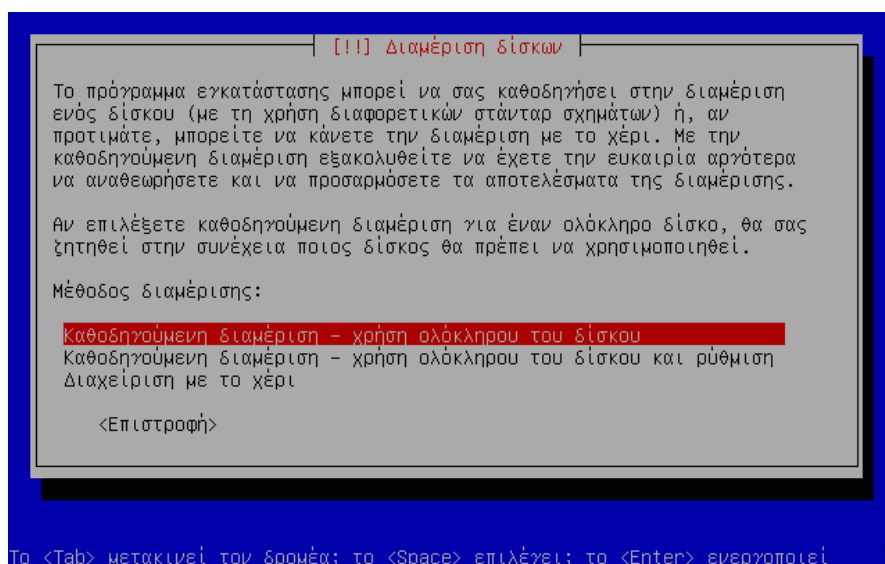 [!!] Διαμέριση δίσκων
Το πρόγραμμα εγκατάστασης μπορεί να σας καθοδηγήσει στην διαμέριση
ενός δίσκου (με τη χρήση διαφορετικών στάνταρ σχημάτων) ή, αν
προτιμάτε, μπορείτε να κάνετε την διαμέριση με το χέρι. Με την
καθοδηγούμενη διαμέριση εξακολυθείτε να έχετε την ευκαιρία αργότερα
να αναθεωρήσετε και να προσαρμόσετε τα αποτελέσματα της διαμέρισης.
Αν επιλέξετε καθοδηγούμενη διαμέριση για έναν ολόκληρο δίσκο, θα σας
ζητηθεί στην συνέχεια ποιος δίσκος θα πρέπει να χρησιμοποιηθεί.
Μέθοδος διαμέρισης:
Καθοδηγούμενη διαμέριση – χρήση ολόκληρου του δίσκου
Καθοδηγούμενη διαμέριση – χρήση ολόκληρου του δίσκου και ρύθμιση
Διαχείριση με το χέρι
<Επιστροφή>
Το <Tab> μετακινεί τον δρομέα; το <Space> επιλέγει; το <Enter> ενεργοποιεί